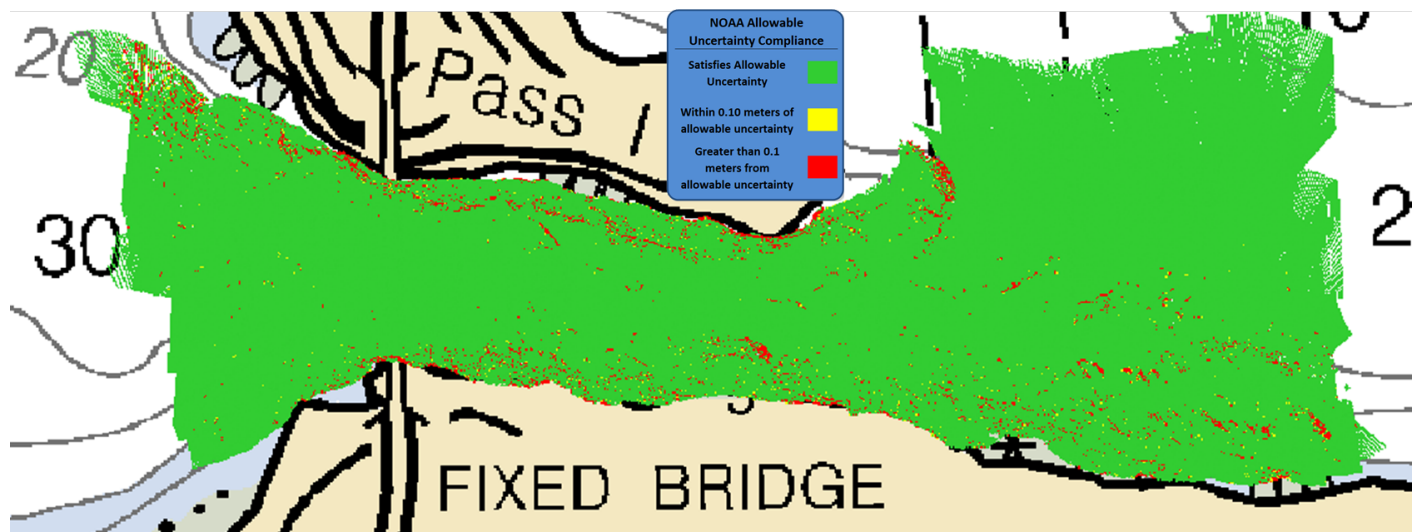 NOAA Allowable
Uncertainty Compliance
Satisfies Allowable
Uncertainty
Within 0.10 meters of
allowable uncertainty
Greater than 0.1
meters from
allowable uncertainty
20
Pass I
30
2
FIXED BRIDGE